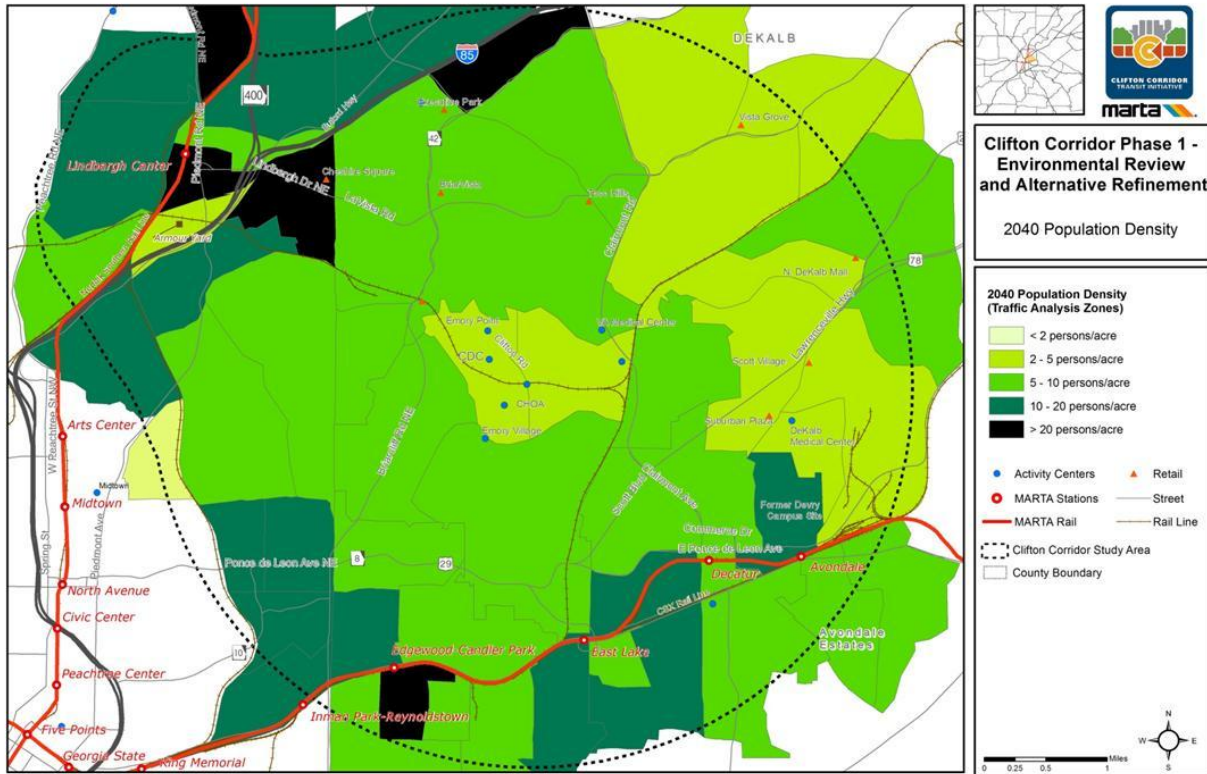 DEKALB
85
400
42
Executive Park
Vista Grove
Piedmont Rd NE
Buford Hwy
Peachtree Rd NE
Lindbergh Center
Piedmont Rd NE
Lindbergh Dr NE
Cheshire Square
BriarVista
Toco Hills
LaVista Rd
Clairmont Rd
Armour Yard
N. DeKalb Mall
78
Emory Point
VA Medical Center
Clifton Rd
CDC
Lawrenceville Hwy
Scott Village
CHOA
Suburban Plaza
DeKalb
Medical Center
Emory Village
Briarcliff Rd NE
W Peachtree St NW
Arts Center
Midtown
Midtown
Piedmont Ave
Spring St
Clairmont Ave
Scott Blvd
Former Devry
Campus Site
Commerce Dr
E Ponce de Leon Ave
Ponce de Leon Ave NE
8
29
Decatur
Avondale
North Avenue
CSX Rail Line
Civic Center
Avondale
Estates
10
Edgewood-Candler Park
East Lake
Peachtree Center
Inman Park-Reynoldstown
Five Points
Georgia State
King Memorial
CLIFTON CORRIDOR
TRANSIT INITIATIVE
marta
Clifton Corridor Phase 1 -
Environmental Review
and Alternative Refinement
2040 Population Density
2040 Population Density
(Traffic Analysis Zones)
< 2 persons/acre
2 - 5 persons/acre
5 - 10 persons/acre
10 - 20 persons/acre
> 20 persons/acre
Activity Centers
Retail
MARTA Stations
Street
MARTA Rail
Rail Line
Clifton Corridor Study Area
County Boundary
N
W E
S
Miles
0 0.25 0.5 1